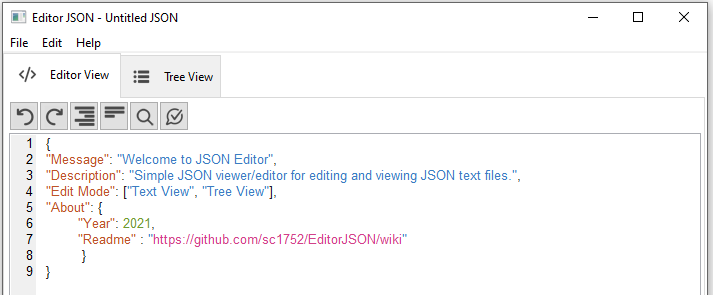 Editor JSON - Untitled JSON
File Edit Help
Editor View Tree View
1 {
2 "Message": "Welcome to JSON Editor",
3 "Description": "Simple JSON viewer/editor for editing and viewing JSON text files.",
4 "Edit Mode": ["Text View", "Tree View"],
5 "About": {
6 "Year": 2021,
7 "Readme" : "https://github.com/sc1752/EditorJSON/wiki"
8 }
9 }